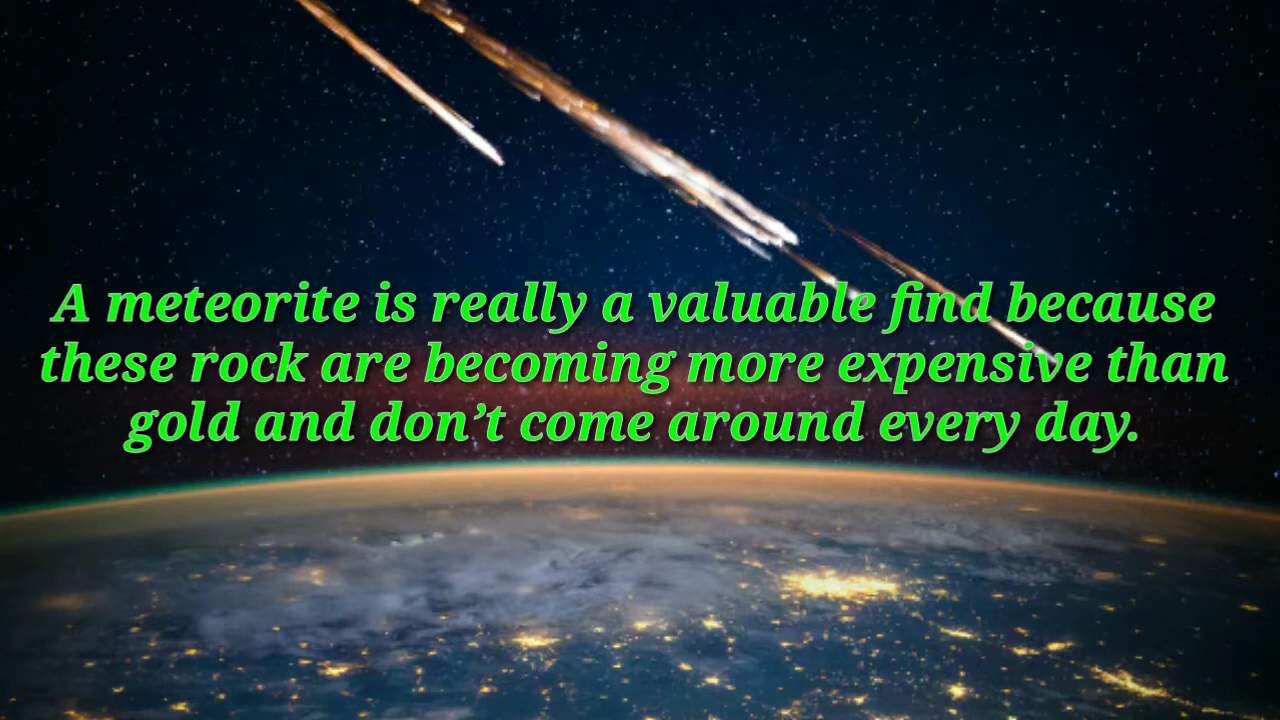 A meteorite is really a valuable find because
these rock are becoming more expensive than
gold and don’t come around every day.